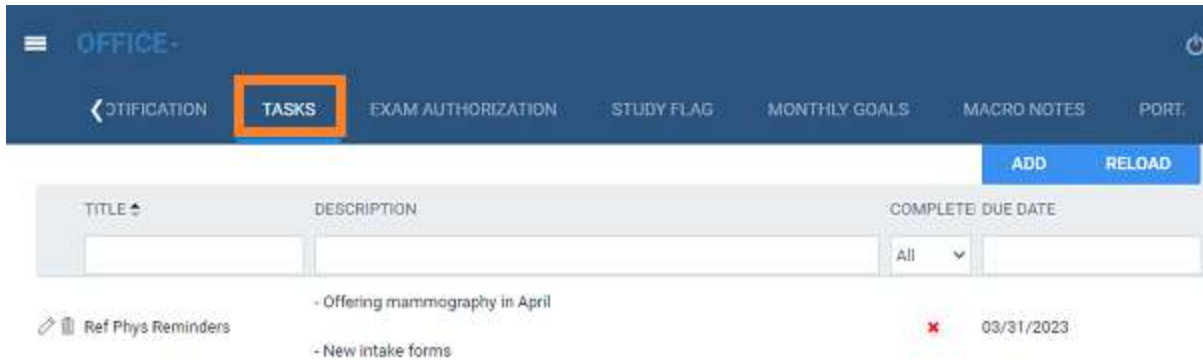 OFFICE-
OTIFICATION TASKS EXAM AUTHORIZATION STUDY FLAG MONTHLY GOALS MACRO NOTES PORT.
ADD RELOAD
TITLE DESCRIPTION COMPLETE DUE DATE
All
- Offering mammography in April
Ref Phys Reminders 03/31/2023
- New intake forms